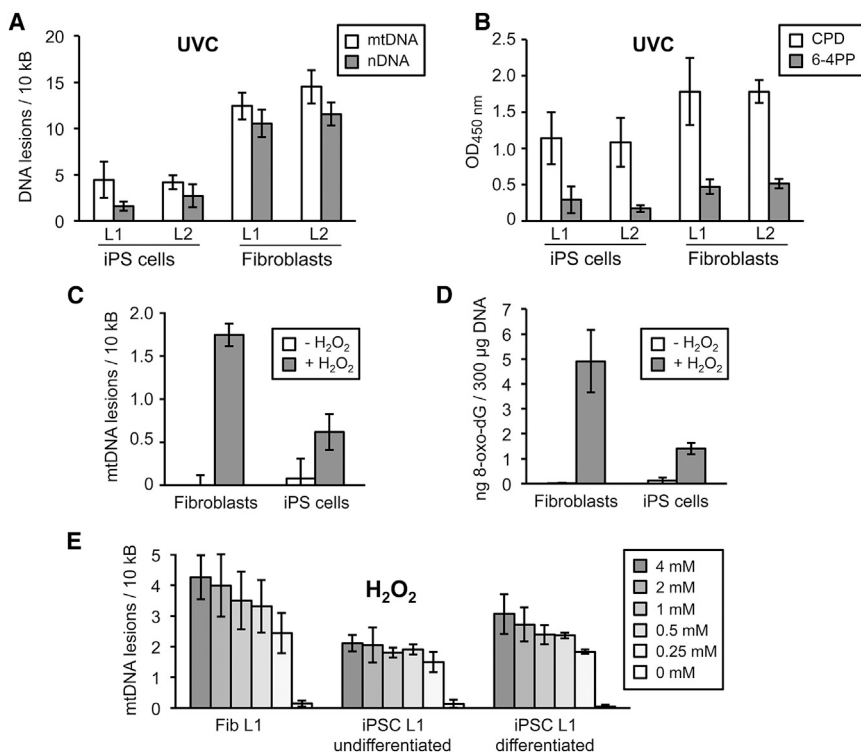 A
UVC
mtDNA
nDNA
DNA lesions / 10 kB
20
15
10
5
0
L1 L2 L1 L2
iPS cells Fibroblasts
B
UVC
CPD
6-4PP
OD450 nm
2.5
2.0
1.5
1.0
0.5
0
L1 L2 L1 L2
iPS cells Fibroblasts
C
- H2O2
+ H2O2
mtDNA lesions / 10 kB
2.0
1.5
1.0
0.5
0
Fibroblasts iPS cells
D
- H2O2
+ H2O2
ng 8-oxo-dG / 300 µg DNA
7
6
5
4
3
2
1
0
Fibroblasts iPS cells
E
H2O2
mtDNA lesions / 10 kB
5
4
3
2
1
0
4 mM
2 mM
1 mM
0.5 mM
0.25 mM
0 mM
Fib L1 iPSC L1 iPSC L1
undifferentiated differentiated